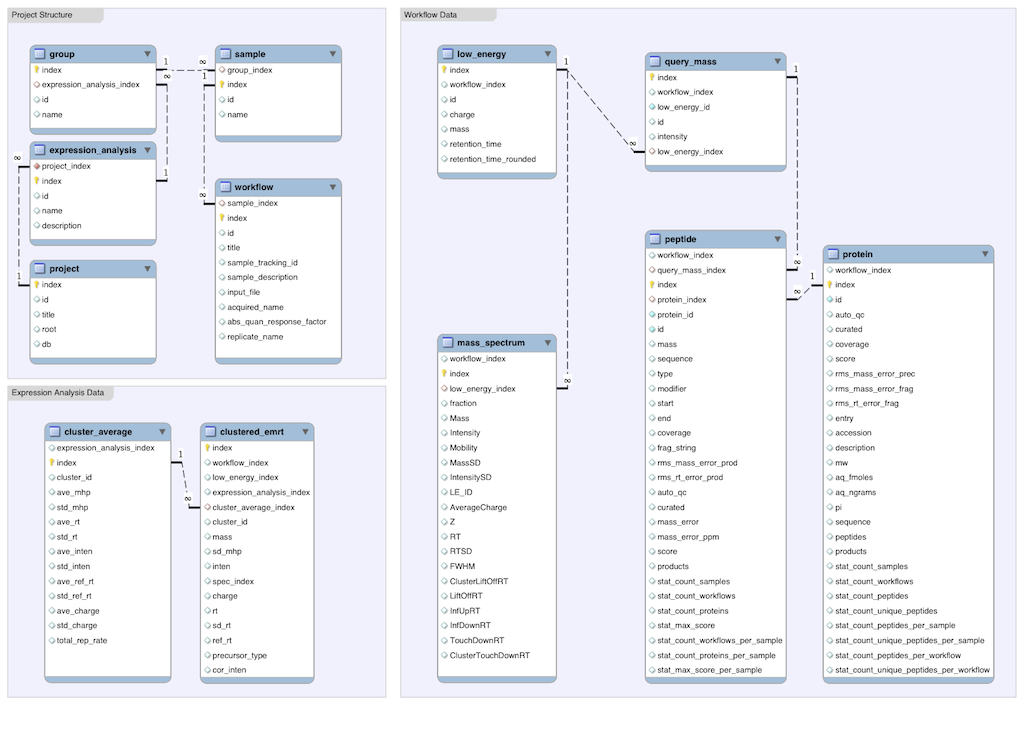 Project Structure
group
index
expression_analysis_index
id
name
1
∞
∞
1
sample
group_index
index
id
name
expression_analysis
project_index
index
id
name
description
∞
1
project
index
id
title
root
db
1
∞
workflow
sample_index
index
id
title
sample_tracking_id
sample_description
input_file
acquired_name
abs_quan_response_factor
replicate_name
Expression Analysis Data
cluster_average
expression_analysis_index
index
cluster_id
ave_mhp
std_mhp
ave_rt
std_rt
ave_inten
std_inten
ave_ref_rt
std_ref_rt
ave_charge
std_charge
total_rep_rate
1
∞
clustered_emrt
index
workflow_index
low_energy_index
expression_analysis_index
cluster_average_index
cluster_id
mass
sd_mhp
inten
spec_index
charge
rt
sd_rt
ref_rt
precursor_type
cor_inten
Workflow Data
low_energy
index
workflow_index
id
charge
mass
retention_time
retention_time_rounded
1
∞
query_mass
index
workflow_index
low_energy_id
id
intensity
low_energy_index
1
∞
mass_spectrum
workflow_index
index
low_energy_index
fraction
Mass
Intensity
Mobility
MassSD
IntensitySD
LE_ID
AverageCharge
Z
RT
RTSD
FWHM
ClusterLiftOffRT
LiftOffRT
InfUpRT
InfDownRT
TouchDownRT
ClusterTouchDownRT
∞
peptide
workflow_index
query_mass_index
index
protein_index
protein_id
id
mass
sequence
type
modifier
start
end
coverage
frag_string
rms_mass_error_prod
rms_rt_error_prod
auto_qc
curated
mass_error
mass_error_ppm
score
products
stat_count_samples
stat_count_workflows
stat_count_proteins
stat_max_score
stat_count_workflows_per_sample
stat_count_proteins_per_sample
stat_max_score_per_sample
∞
1
protein
workflow_index
index
id
auto_qc
curated
coverage
score
rms_mass_error_prec
rms_mass_error_frag
rms_rt_error_frag
entry
accession
description
mw
aq_fmoles
aq_ngrams
pi
sequence
peptides
products
stat_count_samples
stat_count_workflows
stat_count_peptides
stat_count_unique_peptides
stat_count_peptides_per_sample
stat_count_unique_peptides_per_sample
stat_count_peptides_per_workflow
stat_count_unique_peptides_per_workflow